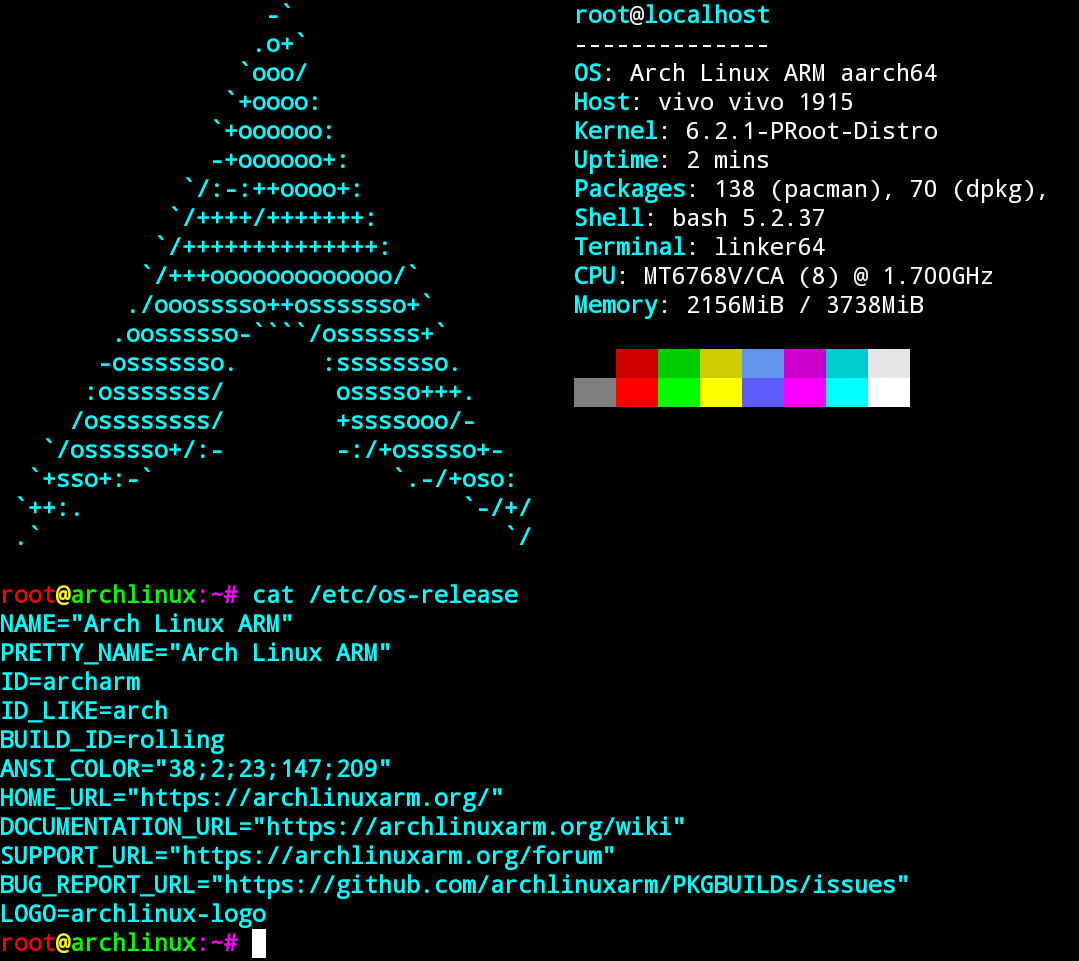 -`
                  .o+`
                 `ooo/
                `+oooo:
               `+oooooo:
               -+oooooo+:
             `/:-:++oooo+:
            `/++++/+++++++:
           `/++++++++++++++:
          `/+++ooooooooooooo/`
         ./ooosssso++osssssso+`
        .oossssso-````/ossssss+`
       -osssssso.      :ssssssso.
      :osssssss/        osssso+++.
     /ossssssss/        +ssssooo/-
   `/ossssso+/:-        -:/+osssso+-
  `+sso+:-`                 `.-/+oso:
 `++:.                           `-/+/
 .`                                 `/
root@localhost
--------------
OS: Arch Linux ARM aarch64
Host: vivo vivo 1915
Kernel: 6.2.1-PRoot-Distro
Uptime: 2 mins
Packages: 138 (pacman), 70 (dpkg),
Shell: bash 5.2.37
Terminal: linker64
CPU: MT6768V/CA (8) @ 1.700GHz
Memory: 2156MiB / 3738MiB
root@archlinux:~# cat /etc/os-release
NAME="Arch Linux ARM"
PRETTY_NAME="Arch Linux ARM"
ID=archarm
ID_LIKE=arch
BUILD_ID=rolling
ANSI_COLOR="38;2;23;147;209"
HOME_URL="https://archlinuxarm.org/"
DOCUMENTATION_URL="https://archlinuxarm.org/wiki"
SUPPORT_URL="https://archlinuxarm.org/forum"
BUG_REPORT_URL="https://github.com/archlinuxarm/PKGBUILDs/issues"
LOGO=archlinux-logo
root@archlinux:~#